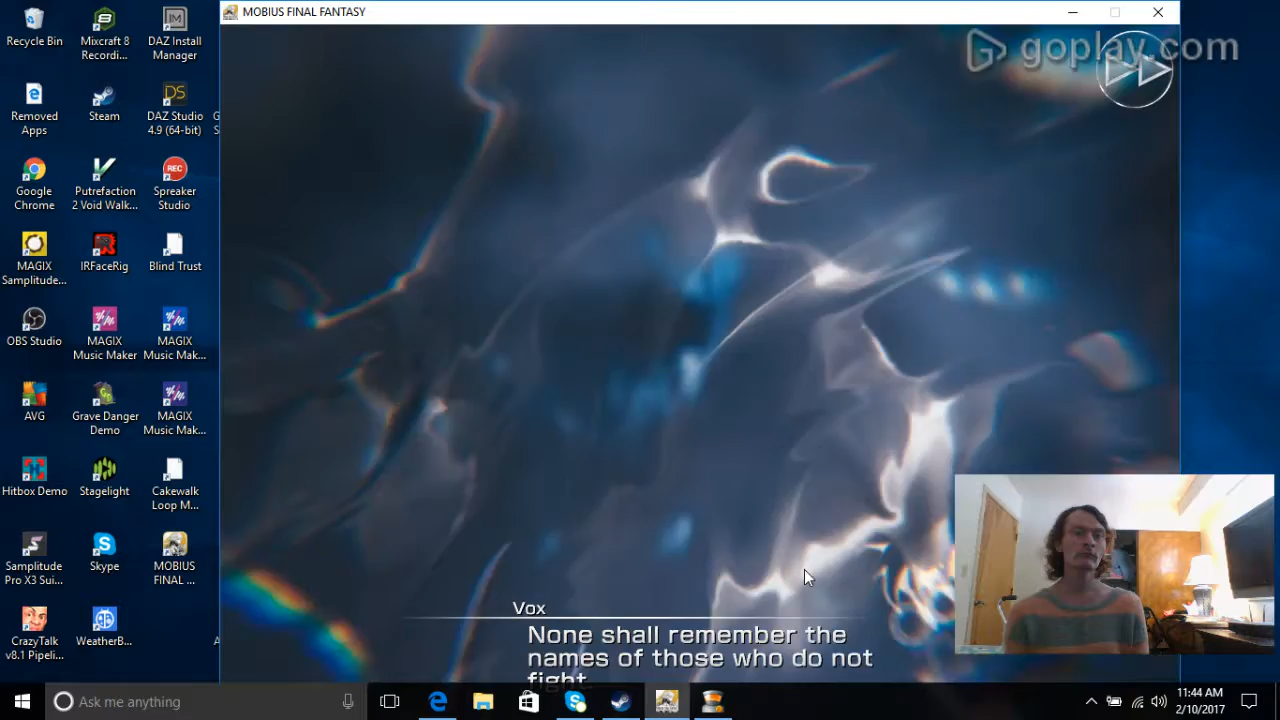 MOBIUS FINAL FANTASY
goplay.com
Recycle Bin
Mixcraft 8
Recordi...
DAZ Install
Manager
Removed
Apps
Steam
DAZ Studio
4.9 (64-bit)
Google
Chrome
Putrefaction
2 Void Walk...
REC
Spreaker
Studio
MAGIX
Samplitude...
IRFaceRig
Blind Trust
OBS Studio
MAGIX
Music Maker
MAGIX
Music Mak...
AVG
Grave Danger
Demo
MAGIX
Music Mak...
Hitbox Demo
Stagelight
Cakewalk
Loop M...
Samplitude
Pro X3 Sui...
Skype
MOBIUS
FINAL ...
CrazyTalk
v8.1 Pipeli...
WeatherB...
Vox
None shall remember the
names of those who do not
fight.
Ask me anything
11:44 AM
2/10/2017